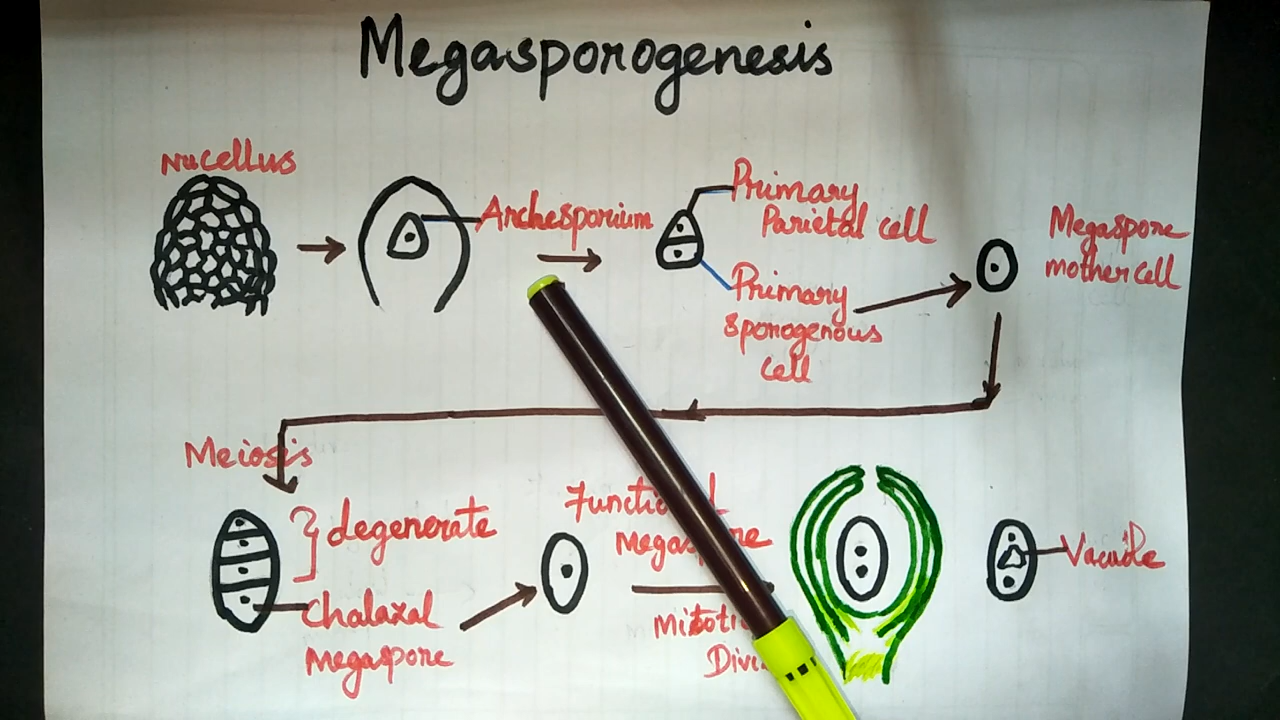 Megasporogenesis
Nucellus
Archesporium
Primary
Parietal cell
Primary
sporogenous
cell
Megaspore
mother cell
Meiosis
degenerate
Chalazal
Megaspore
Vacuole